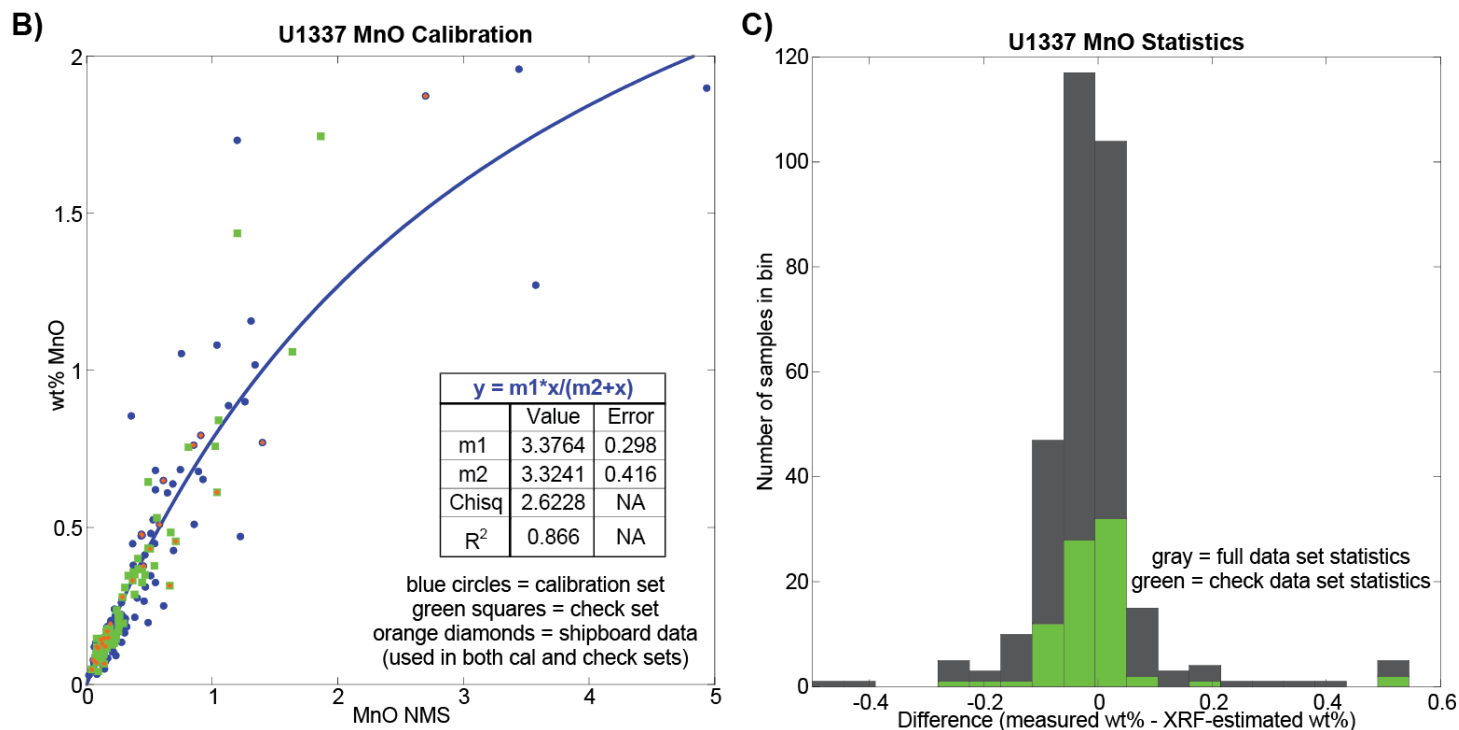 B)
U1337 MnO Calibration
wt% MnO
2
1.5
1
0.5
0
0
1
2
3
4
5
MnO NMS
y = m1*x/(m2+x)
Value Error
m1 3.3764 0.298
m2 3.3241 0.416
Chisq 2.6228 NA
R² 0.866 NA
blue circles = calibration set
green squares = check set
orange diamonds = shipboard data
(used in both cal and check sets)
C)
U1337 MnO Statistics
Number of samples in bin
120
100
80
60
40
20
0
-0.4
-0.2
0
0.2
0.4
0.6
Difference (measured wt% - XRF-estimated wt%)
gray = full data set statistics
green = check data set statistics